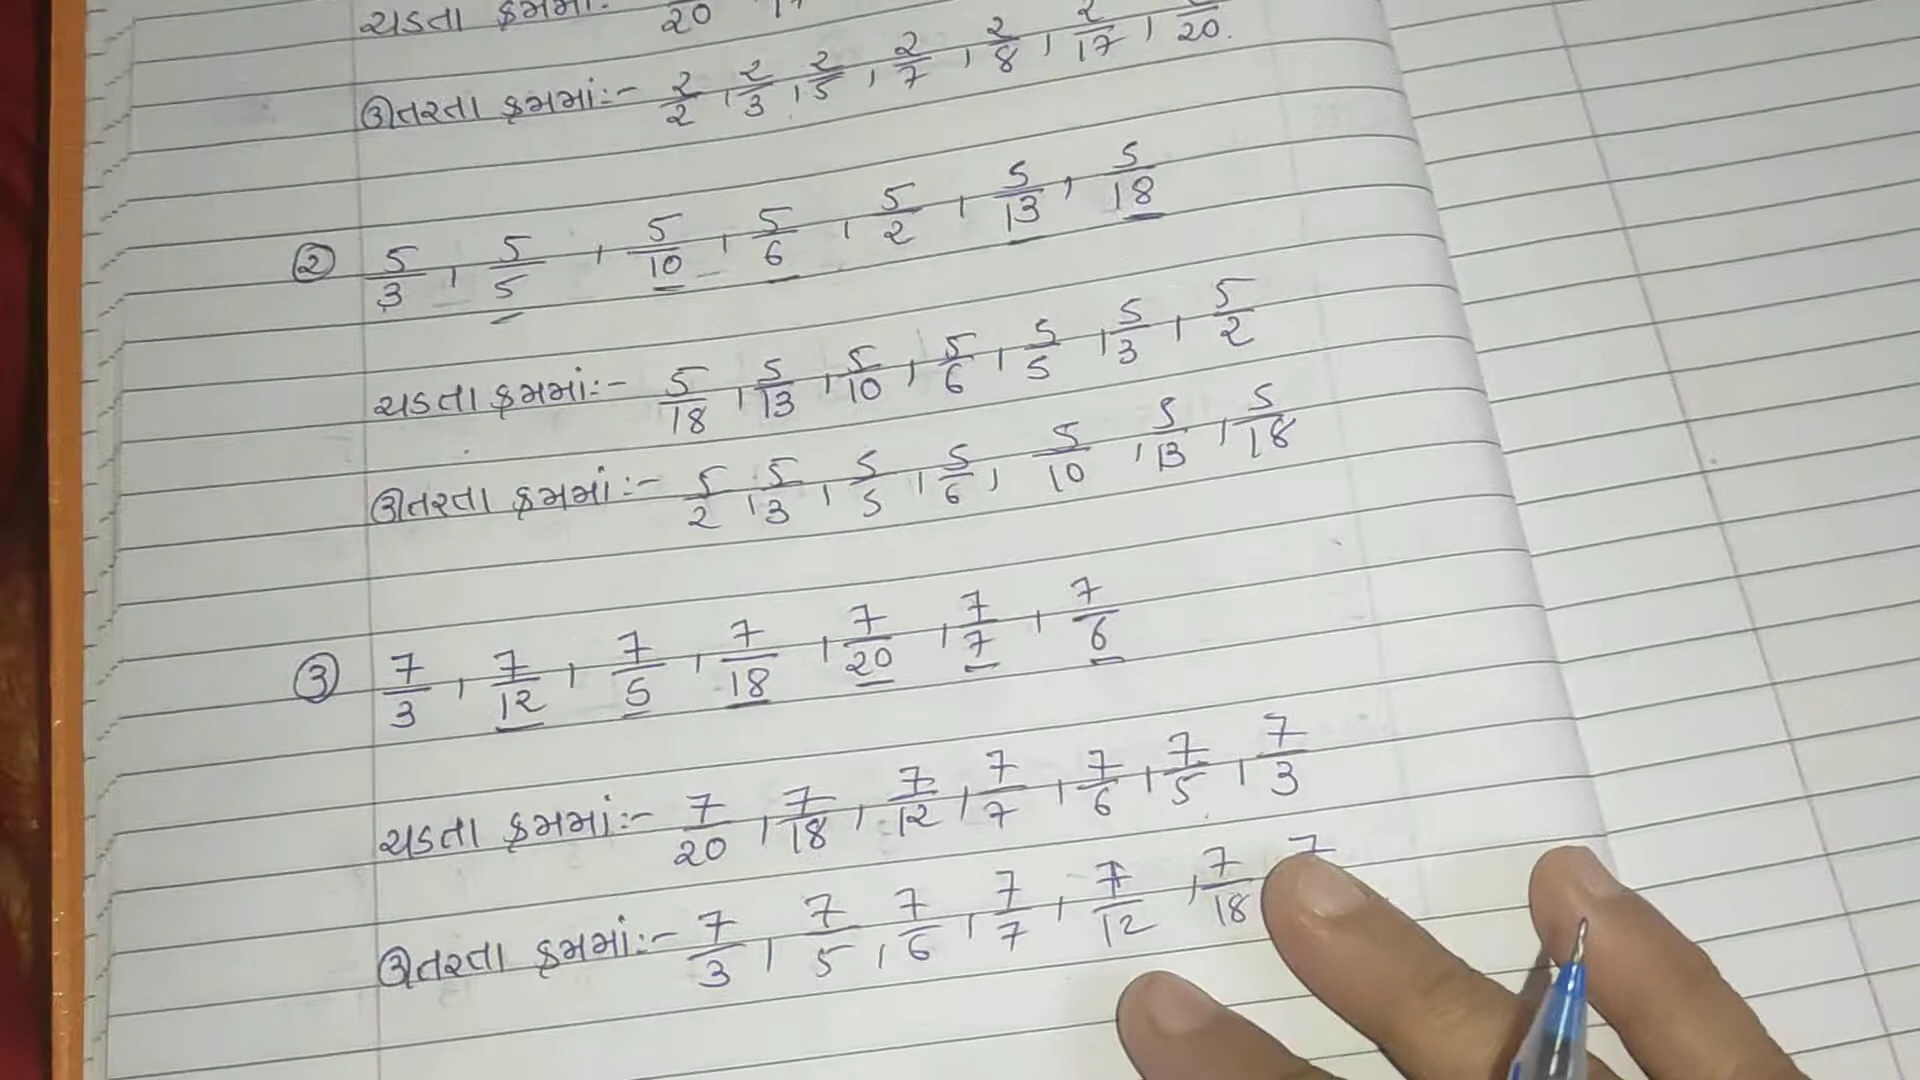 ચડતા ક્રમમાં:- 20
ઊતરતા ક્રમમાં:- 2/2 , 2/3 , 2/5 , 2/7 , 2/8 , 2/17 , 20.
② 5/3 , 5/5 , 5/10 , 5/6 , 5/2 , 5/13 , 5/18
ચડતા ક્રમમાં:- 5/18 , 5/13 , 5/10 , 5/6 , 5/5 , 5/3 , 5/2
ઊતરતા ક્રમમાં:- 5/2 , 5/3 , 5/5 , 5/6 , 5/10 , 5/13 , 5/18
③ 7/3 , 7/12 , 7/5 , 7/18 , 7/20 , 7/7 , 7/6
ચડતા ક્રમમાં:- 7/20 , 7/18 , 7/12 , 7/7 , 7/6 , 7/5 , 7/3
ઊતરતા ક્રમમાં:- 7/3 , 7/5 , 7/6 , 7/7 , 7/12 , 7/18 7